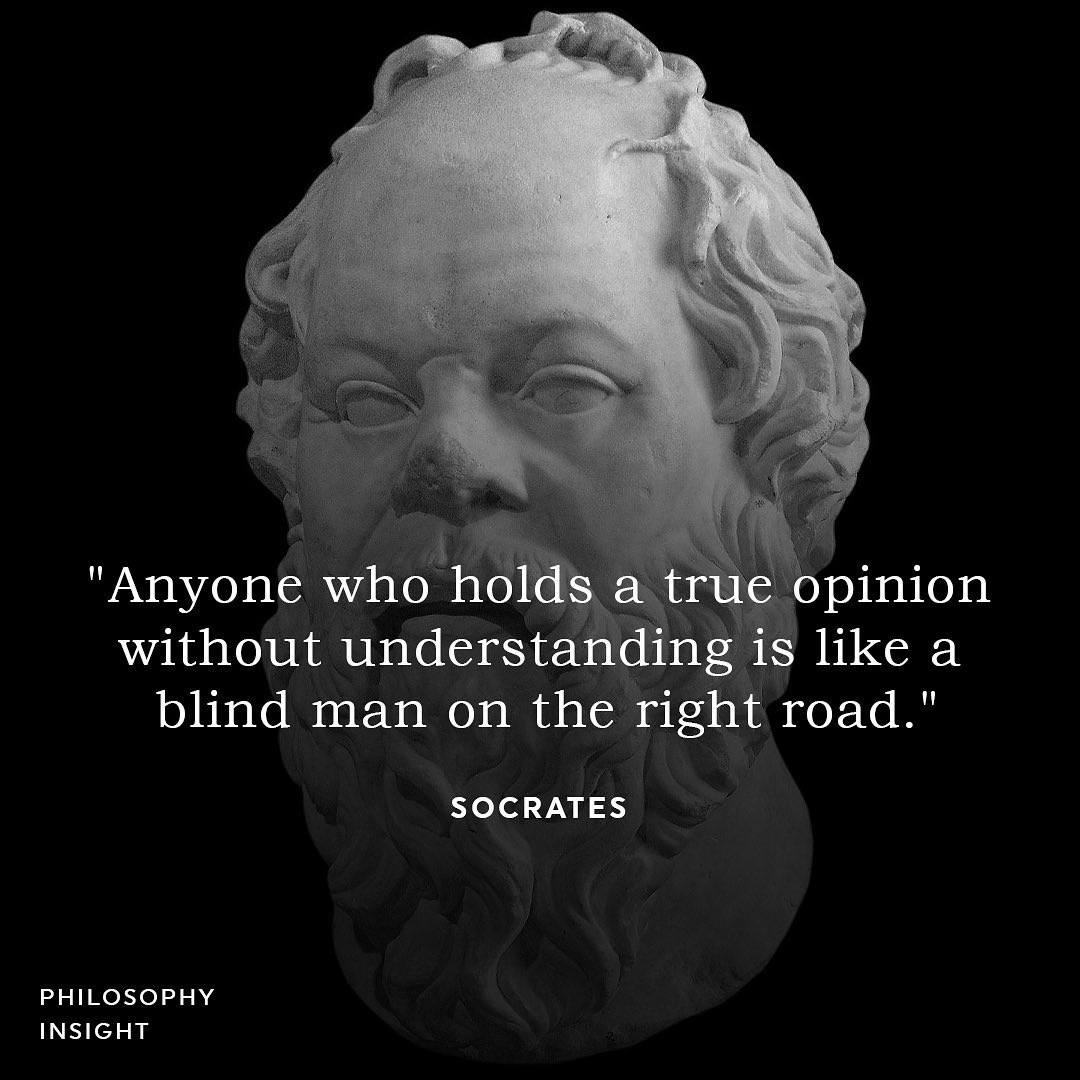 "Anyone who holds a true opinion
without understanding is like a
blind man on the right road."
SOCRATES
PHILOSOPHY
INSIGHT